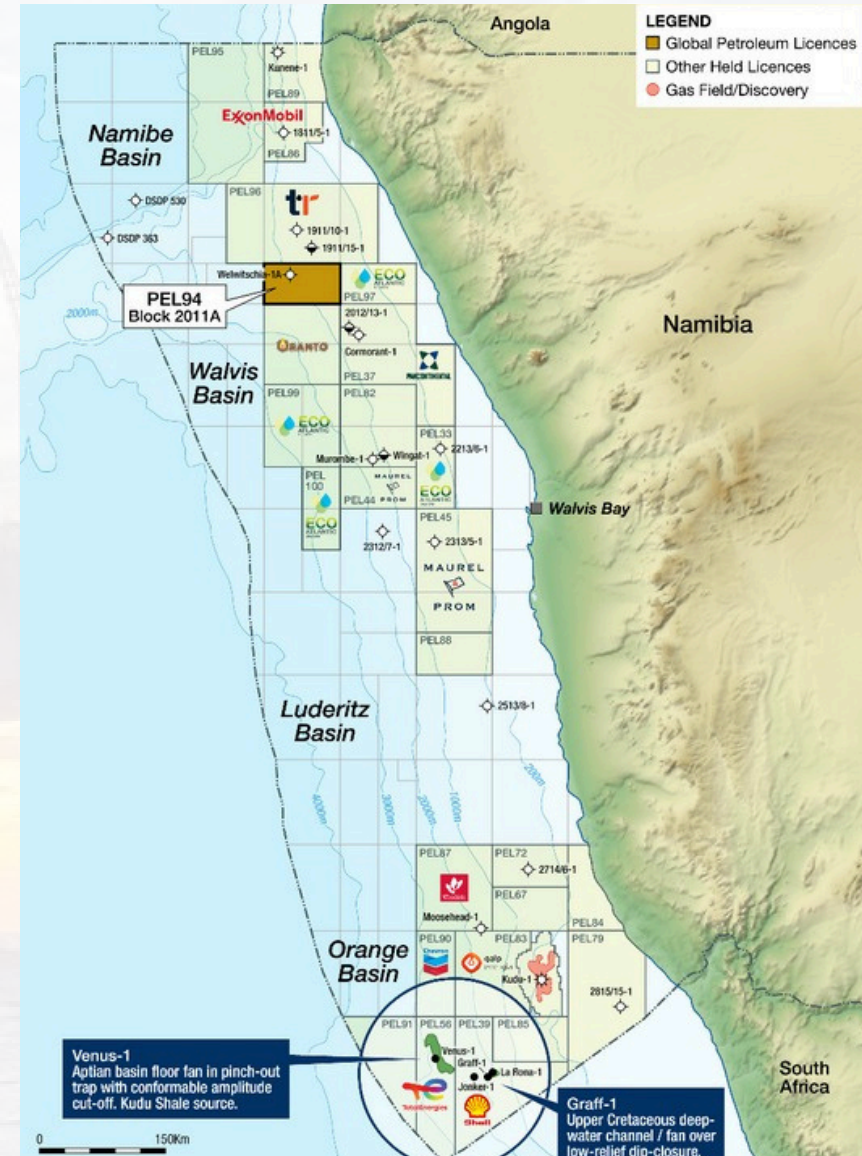 Angola
LEGEND
Global Petroleum Licences
Other Held Licences
Gas Field/Discovery
PEL95
Kunene-1
PEL89
ExxonMobil
1811/5-1
PEL86
Namibe
Basin
DSDP 530
DSDP 363
PEL96
tr
1911/10-1
1911/15-1
Welwitschia-1A
PEL94
Block 2011A
ECO
ATLANTIC
PEL97
2000m
2012/13-1
Cormorant-1
ORANTO
PEL37
PANCONTINENTAL
Namibia
Walvis
Basin
PEL99
ECO
ATLANTIC
PEL82
PEL33
2213/6-1
Murombe-1
Wingat-1
ECO
ATLANTIC
PEL
100
ECO
ATLANTIC
MAUREL
PROM
PEL44
Walvis Bay
2312/7-1
PEL45
2313/5-1
MAUREL
PROM
PEL88
Luderitz
Basin
2513/8-1
4000m
3000m
2000m
1000m
200m
PEL87
PEL72
2714/6-1
PEL67
Moosehead-1
PEL84
Orange
Basin
PEL90
Chevron
PEL83
galp
Kudu-1
PEL79
2815/15-1
PEL91
PEL56
PEL39
PEL85
Venus-1
Graff-1
La Rona-1
Jonker-1
TotalEnergies
Shell
Venus-1
Aptian basin floor fan in pinch-out
trap with conformable amplitude
cut-off. Kudu Shale source.
Graff-1
Upper Cretaceous deep-
water channel / fan over
low-relief dip-closure.
South
Africa
0
150Km